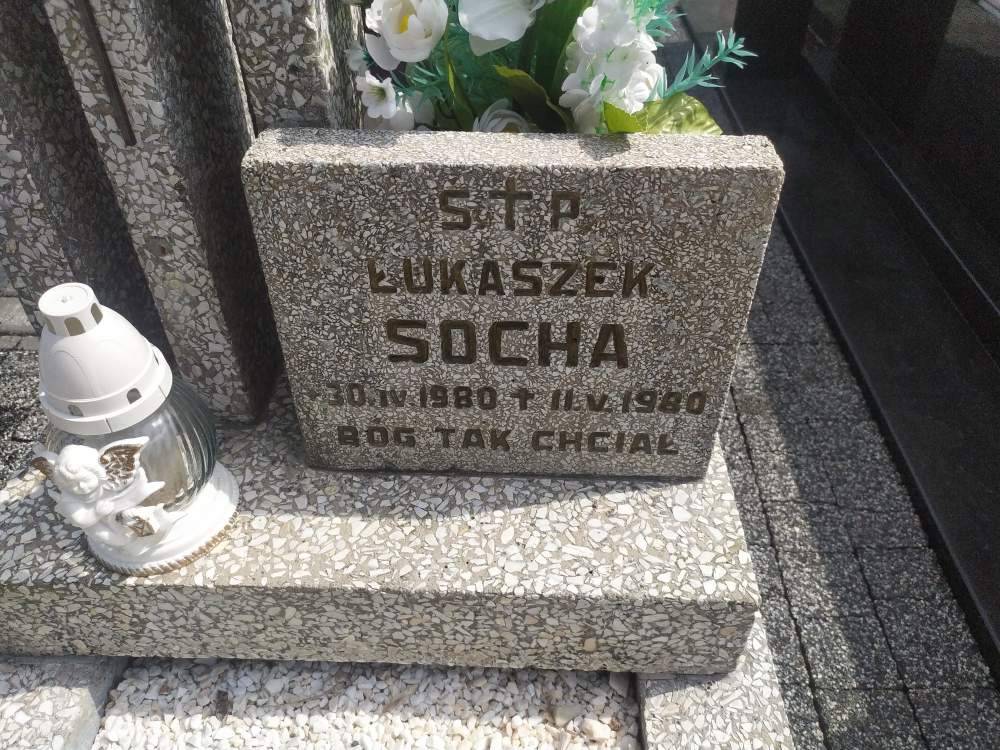 S.†P.
ŁUKASZEK
SOCHA
*30.IV.1980 †11.V.1980
BÓG TAK CHCIAŁ